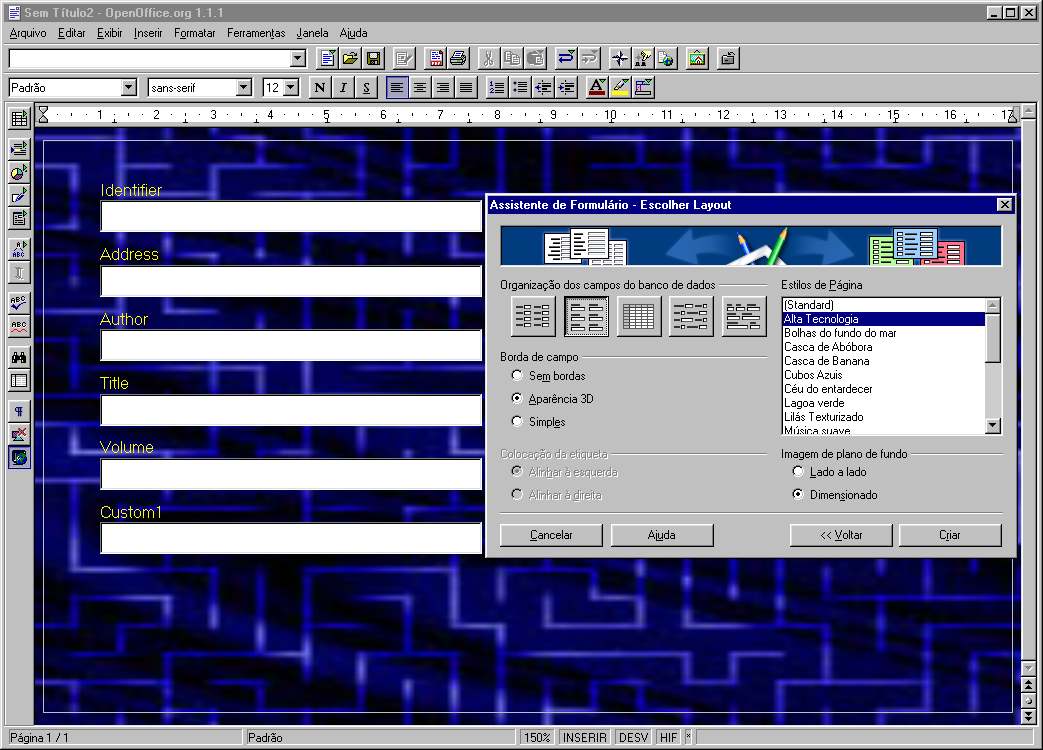 Sem Título2 - OpenOffice.org 1.1.1
Arquivo Editar Exibir Inserir Formatar Ferramentas Janela Ajuda
Padrão sans-serif 12 N I S A
1 2 3 4 5 6 7 8 9 10 11 12 13 14 15 16 17
Identifier
Address
Author
Title
Volume
Custom1
Assistente de Formulário - Escolher Layout
Organização dos campos do banco de dados
Borda de campo
Sem bordas
Aparência 3D
Simples
Colocação da etiqueta
Alinhar à esquerda
Alinhar à direita
Estilos de Página
(Standard)
Alta Tecnologia
Bolhas do fundo do mar
Casca de Abóbora
Casca de Banana
Cubos Azuis
Céu do entardecer
Lagoa verde
Lilás Texturizado
Música suave
Imagem de plano de fundo
Lado a lado
Dimensionado
Cancelar Ajuda << Voltar Criar
A
ABC
ABC
ABC
Página 1 / 1 Padrão 150% INSERIR DESV HIF *